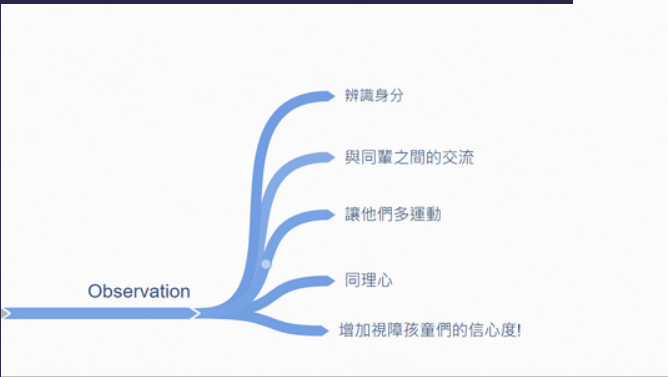 辨識身分
與同輩之間的交流
讓他們多運動
Observation
同理心
增加視障孩童們的信心度!